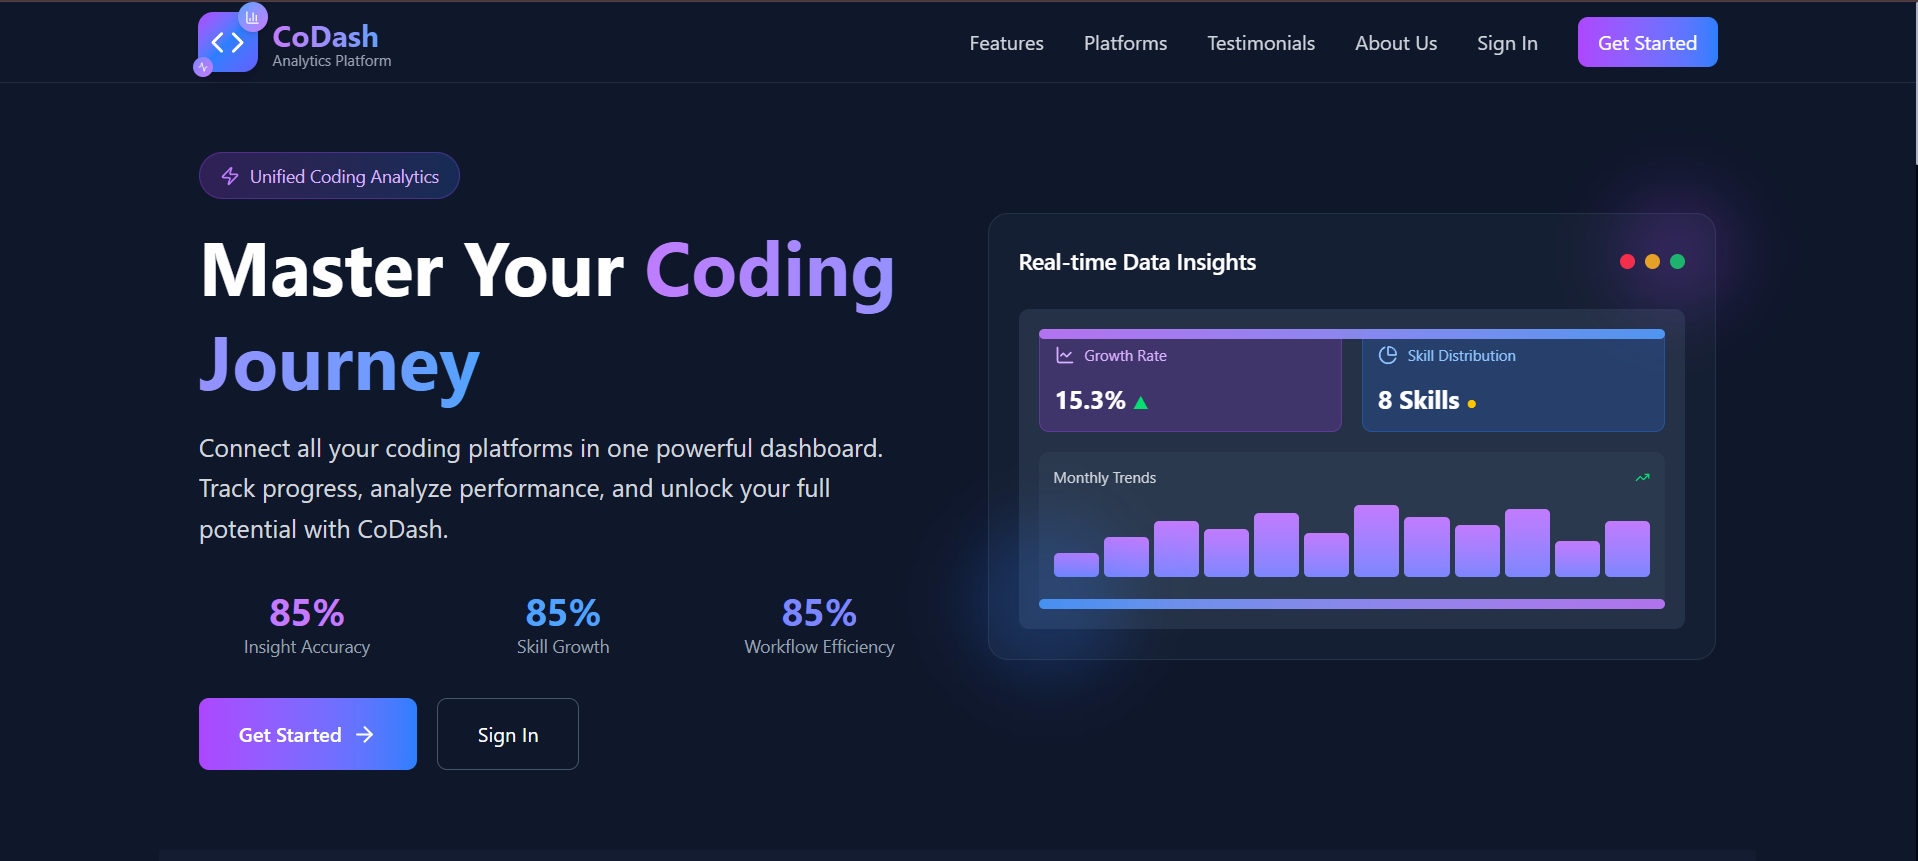 CoDash
Analytics Platform
Features
Platforms
Testimonials
About Us
Sign In
Get Started
Unified Coding Analytics
Master Your Coding
Journey
Connect all your coding platforms in one powerful dashboard.
Track progress, analyze performance, and unlock your full
potential with CoDash.
85%
Insight Accuracy
85%
Skill Growth
85%
Workflow Efficiency
Get Started
Sign In
Real-time Data Insights
Growth Rate
15.3%
Skill Distribution
8 Skills
Monthly Trends